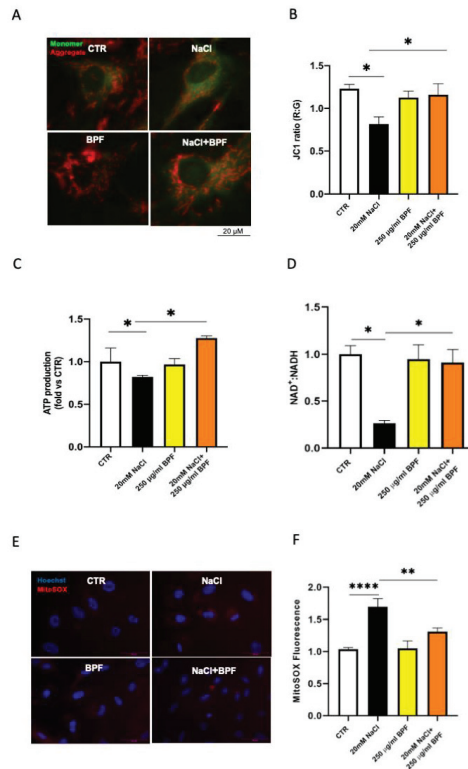 A
Monomer
Aggregate
CTR
NaCl
BPF
NaCl+BPF
20 µM
B
JC1 ratio (R:G)
1.5
1.0
0.5
0.0
*
*
CTR
20mM NaCl
250 µg/ml BPF
20mM NaCl+
250 µg/ml BPF
C
ATP production
(fold vs CTR)
1.5
1.0
0.5
0.0
*
*
CTR
20mM NaCl
250 µg/ml BPF
20mM NaCl+
250 µg/ml BPF
D
NAD⁺:NADH
1.5
1.0
0.5
0.0
*
*
CTR
20mM NaCl
250 µg/ml BPF
20mM NaCl+
250 µg/ml BPF
E
Hoechst
MitoSOX
CTR
NaCl
BPF
NaCl+BPF
F
MitoSOX Fluorescence
2.0
1.5
1.0
0.5
0.0
****
**
CTR
20mM NaCl
250 µg/ml BPF
20mM NaCl+
250 µg/ml BPF